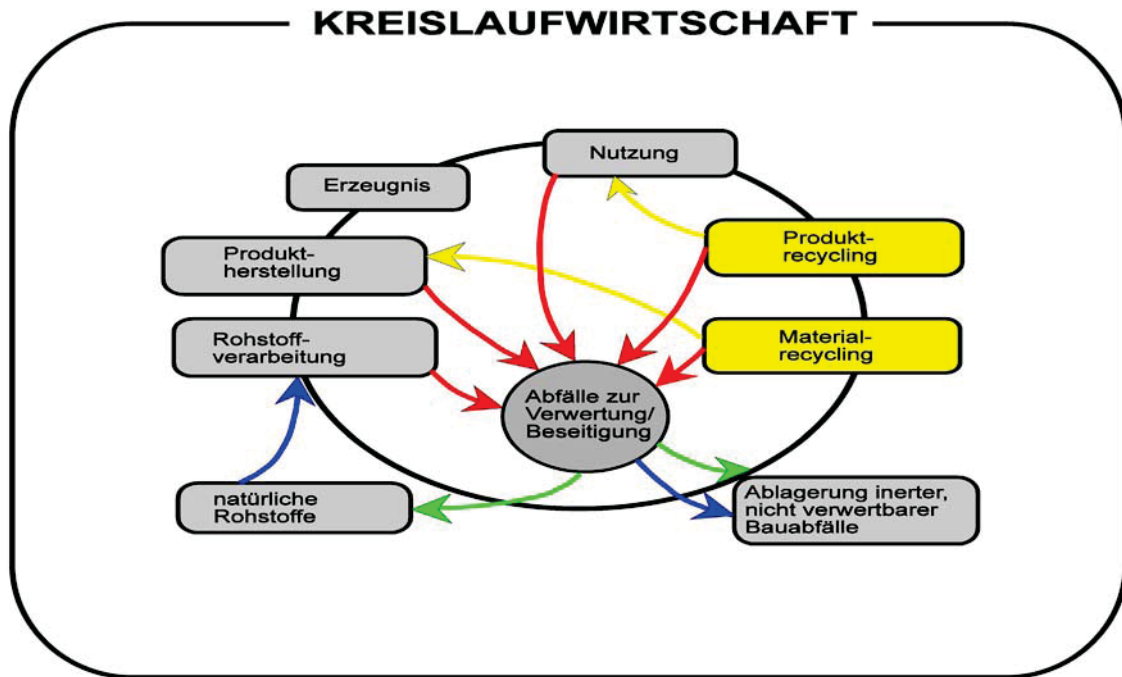 KREISLAUFWIRTSCHAFT
Nutzung
Erzeugnis
Produkt-
herstellung
Produkt-
recycling
Rohstoff-
verarbeitung
Material-
recycling
Abfälle zur
Verwertung/
Beseitigung
natürliche
Rohstoffe
Ablagerung inerter,
nicht verwertbarer
Bauabfälle